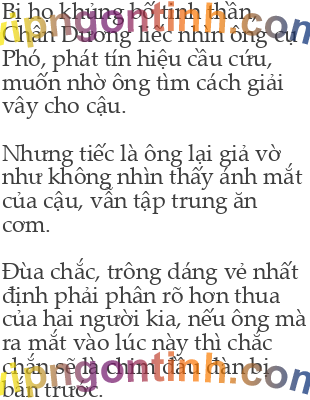 Bị họ khủng bố tinh thần,
Chân Dương liếc nhìn ông cụ
Phó, phát tín hiệu cầu cứu,
muốn nhờ ông tìm cách giải
vây cho cậu.
Nhưng tiếc là ông lại giả vờ
như không nhìn thấy ánh mắt
của cậu, vẫn tập trung ăn
cơm.
Đùa chắc, trông dáng vẻ nhất
định phải phân rõ hơn thua
của hai người kia, nếu ông mà
ra mắt vào lúc này thì chắc
chắn sẽ là chim đầu đàn bị
bắn trước.